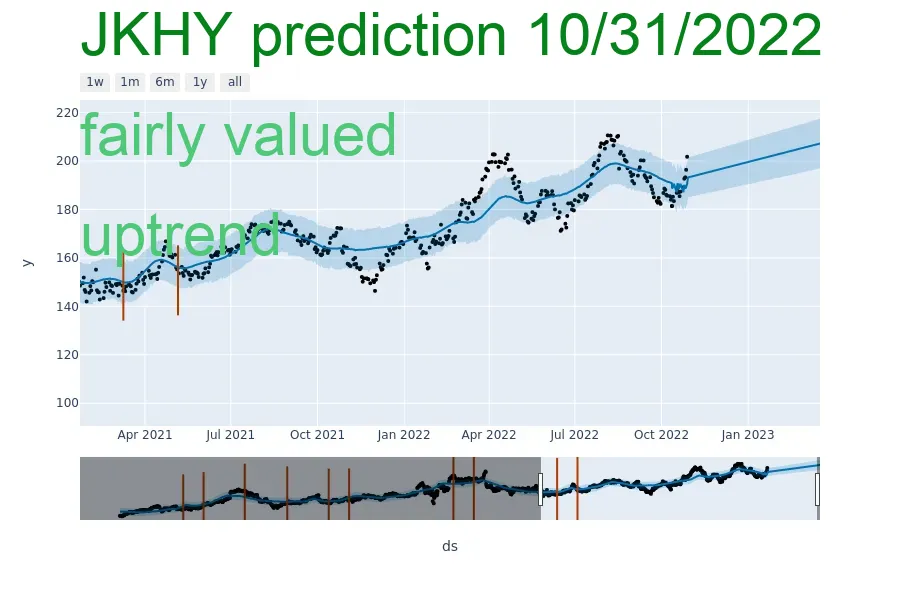 JKHY prediction 10/31/2022
1w 1m 6m 1y all
220
fairly valued
200
180
uptrend
160
y
140
120
100
Apr 2021 Jul 2021 Oct 2021 Jan 2022 Apr 2022 Jul 2022 Oct 2022 Jan 2023
ds